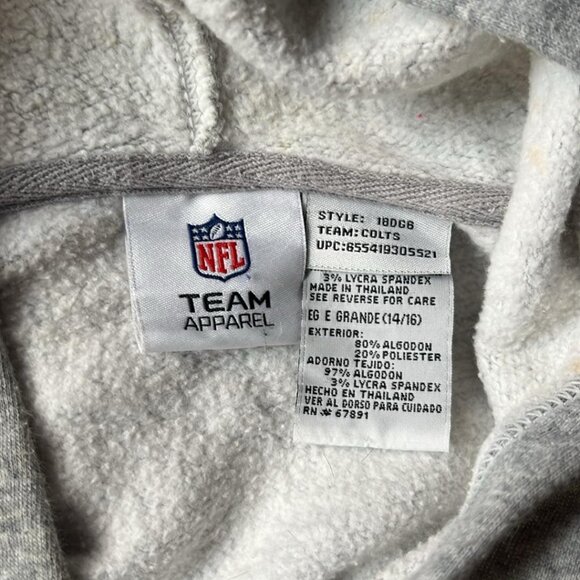 NFL
TEAM
APPAREL
STYLE: 18DG6
TEAM: COLTS
UPC:655419305521
3% LYCRA SPANDEX
MADE IN THAILAND
SEE REVERSE FOR CARE
EG E GRANDE(14/16)
EXTERIOR:
80% ALGODON
20% POLIESTER
ADORNO TEJIDO:
97% ALGODON
3% LYCRA SPANDEX
HECHO EN THAILAND
VER AL DORSO PARA CUIDADO
RN# 67891